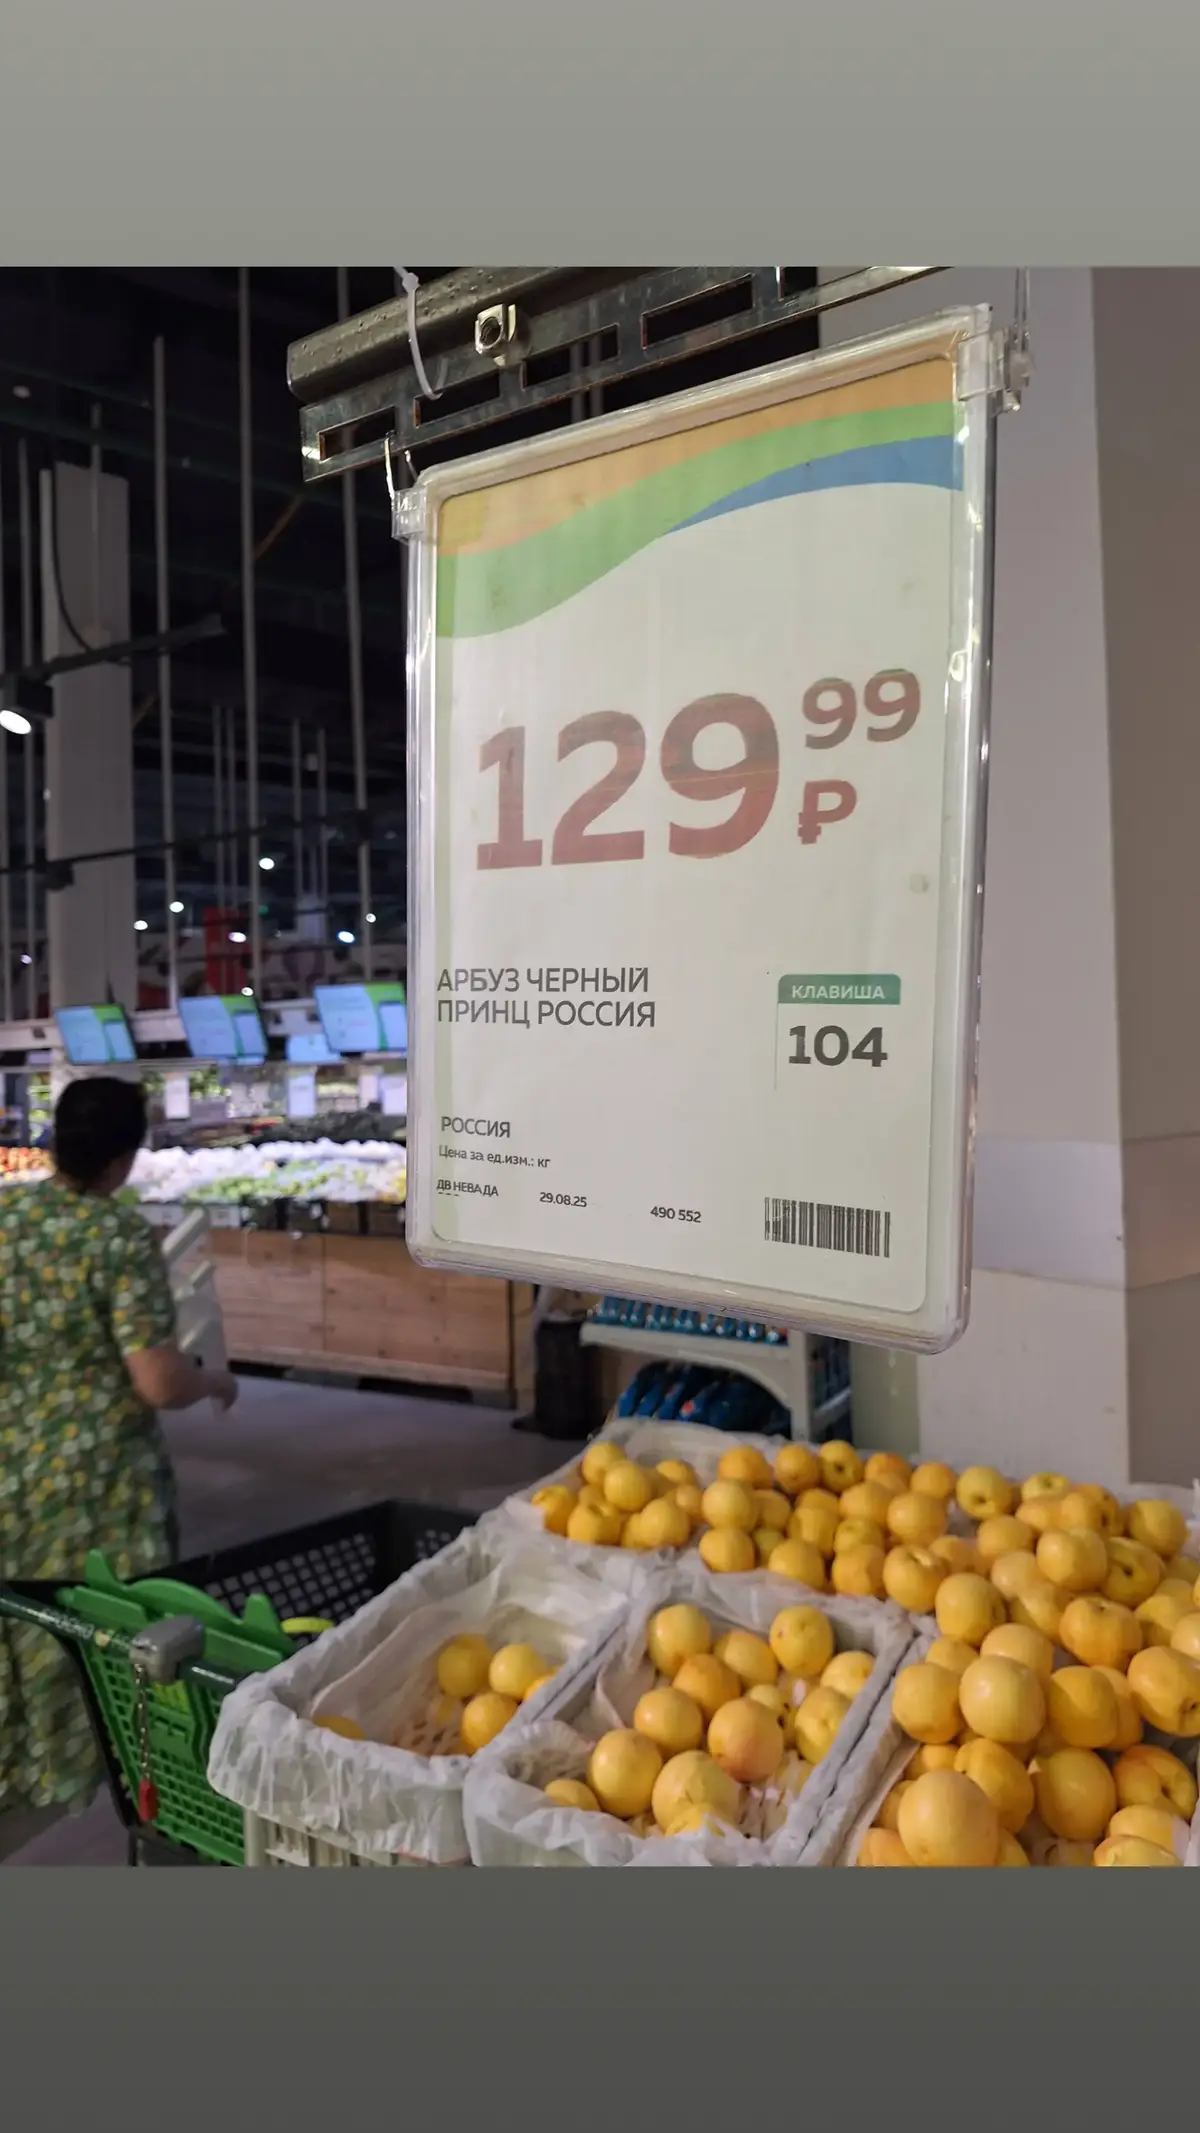 129 99
₽
АРБУЗ ЧЕРНЫЙ
ПРИНЦ РОССИЯ
КЛАВИША
104
РОССИЯ
Цена за ед.изм.: кг
ДВ НЕВАДА 29.08.25 490 552